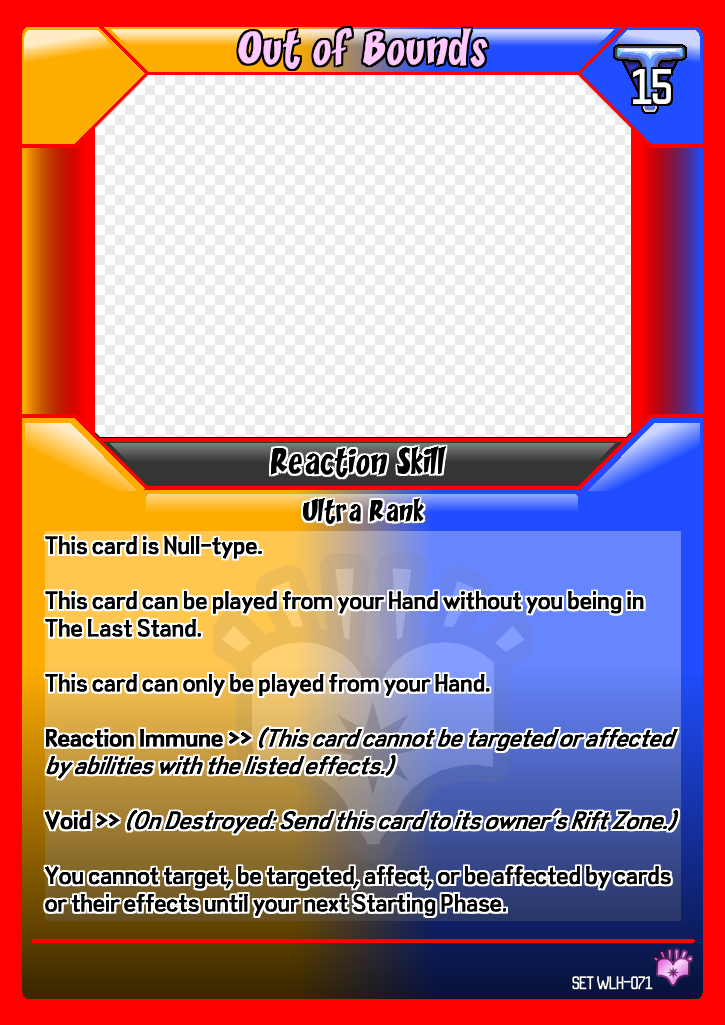 Out of Bounds
15
Reaction Skill
Ultra Rank
This card is Null-type.
This card can be played from your Hand without you being in
The Last Stand.
This card can only be played from your Hand.
Reaction Immune >> (This card cannot be targeted or affected
by abilities with the listed effects.)
Void >> (On Destroyed: Send this card to its owner's Rift Zone.)
You cannot target, be targeted, affect, or be affected by cards
or their effects until your next Starting Phase.
SET WLH-071